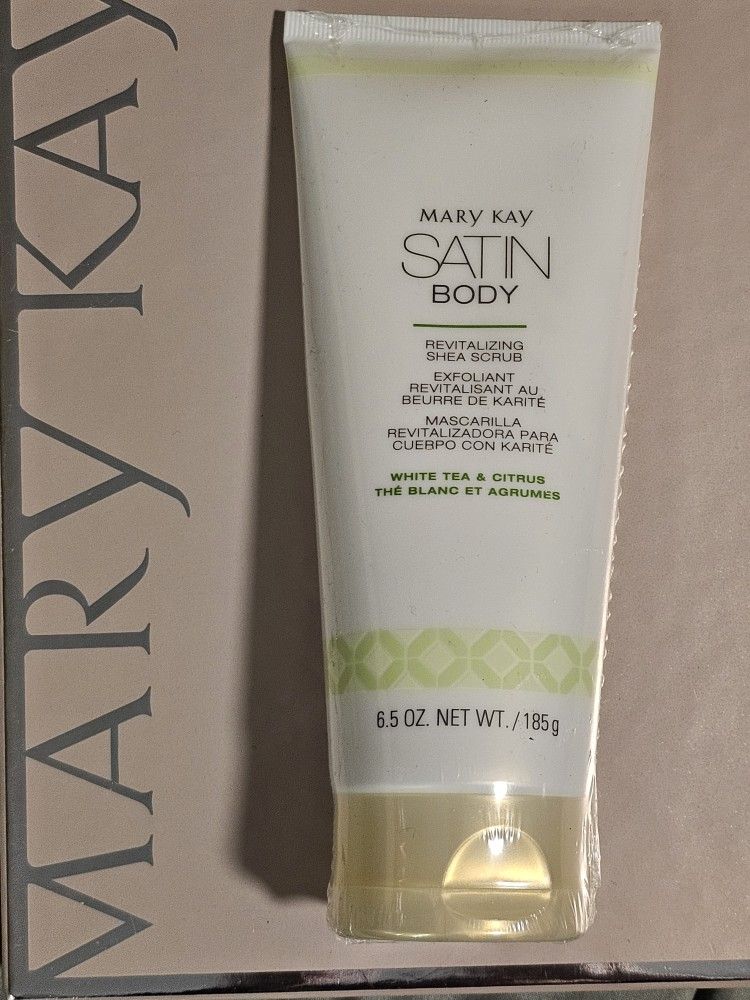 MARY KAY
MARY KAY
SATIN
BODY
REVITALIZING
SHEA SCRUB
EXFOLIANT
REVITALISANT AU
BEURRE DE KARITÉ
MASCARILLA
REVITALIZADORA PARA
CUERPO CON KARITÉ
WHITE TEA & CITRUS
THÉ BLANC ET AGRUMES
6.5 OZ. NET WT. / 185 g